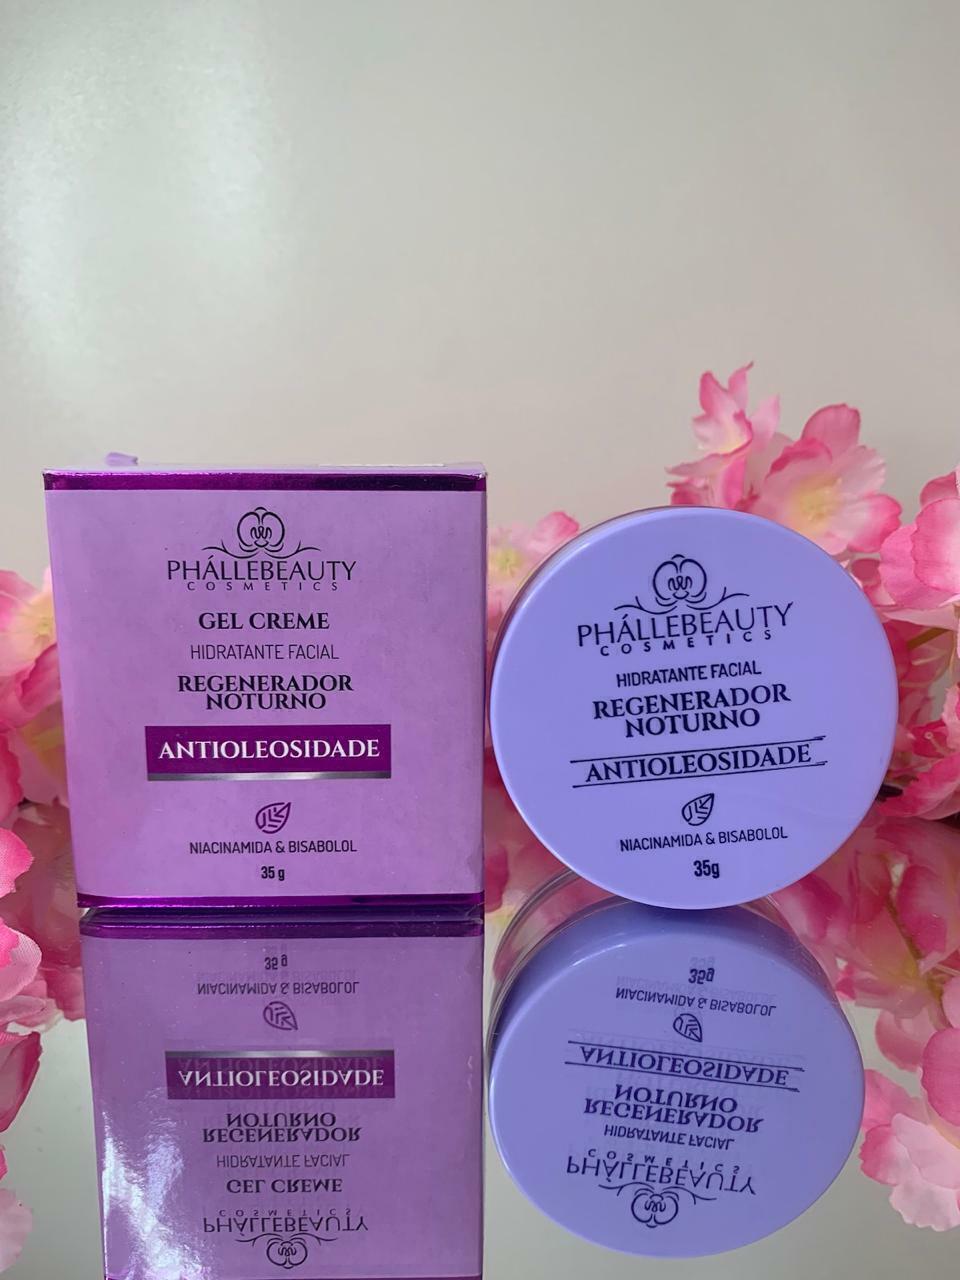 PHÁLLEBEAUTY
COSMETICS
GEL CREME
HIDRATANTE FACIAL
REGENERADOR
NOTURNO
ANTIOLEOSIDADE
NIACINAMIDA & BISABOLOL
35 g
PHÁLLEBEAUTY
COSMETICS
HIDRATANTE FACIAL
REGENERADOR
NOTURNO
ANTIOLEOSIDADE
NIACINAMIDA & BISABOLOL
35g